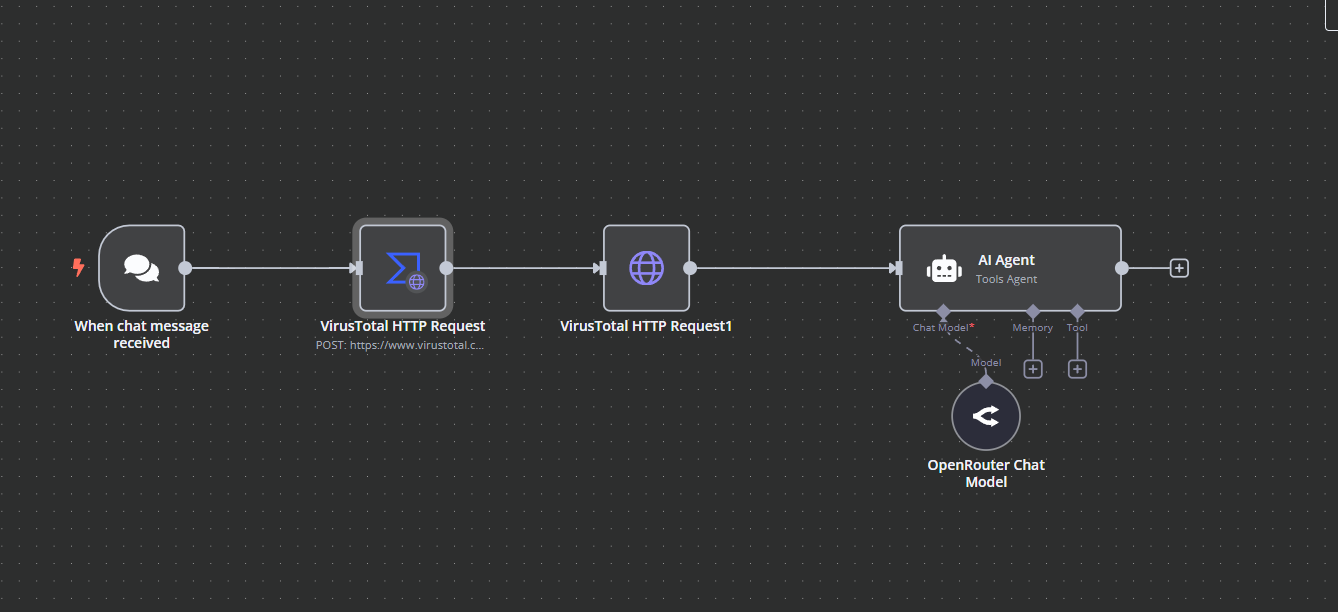 When chat message
received
VirusTotal HTTP Request
POST: https://www.virustotal.c...
VirusTotal HTTP Request1
AI Agent
Tools Agent
Chat Model*
Memory
Tool
Model
OpenRouter Chat
Model